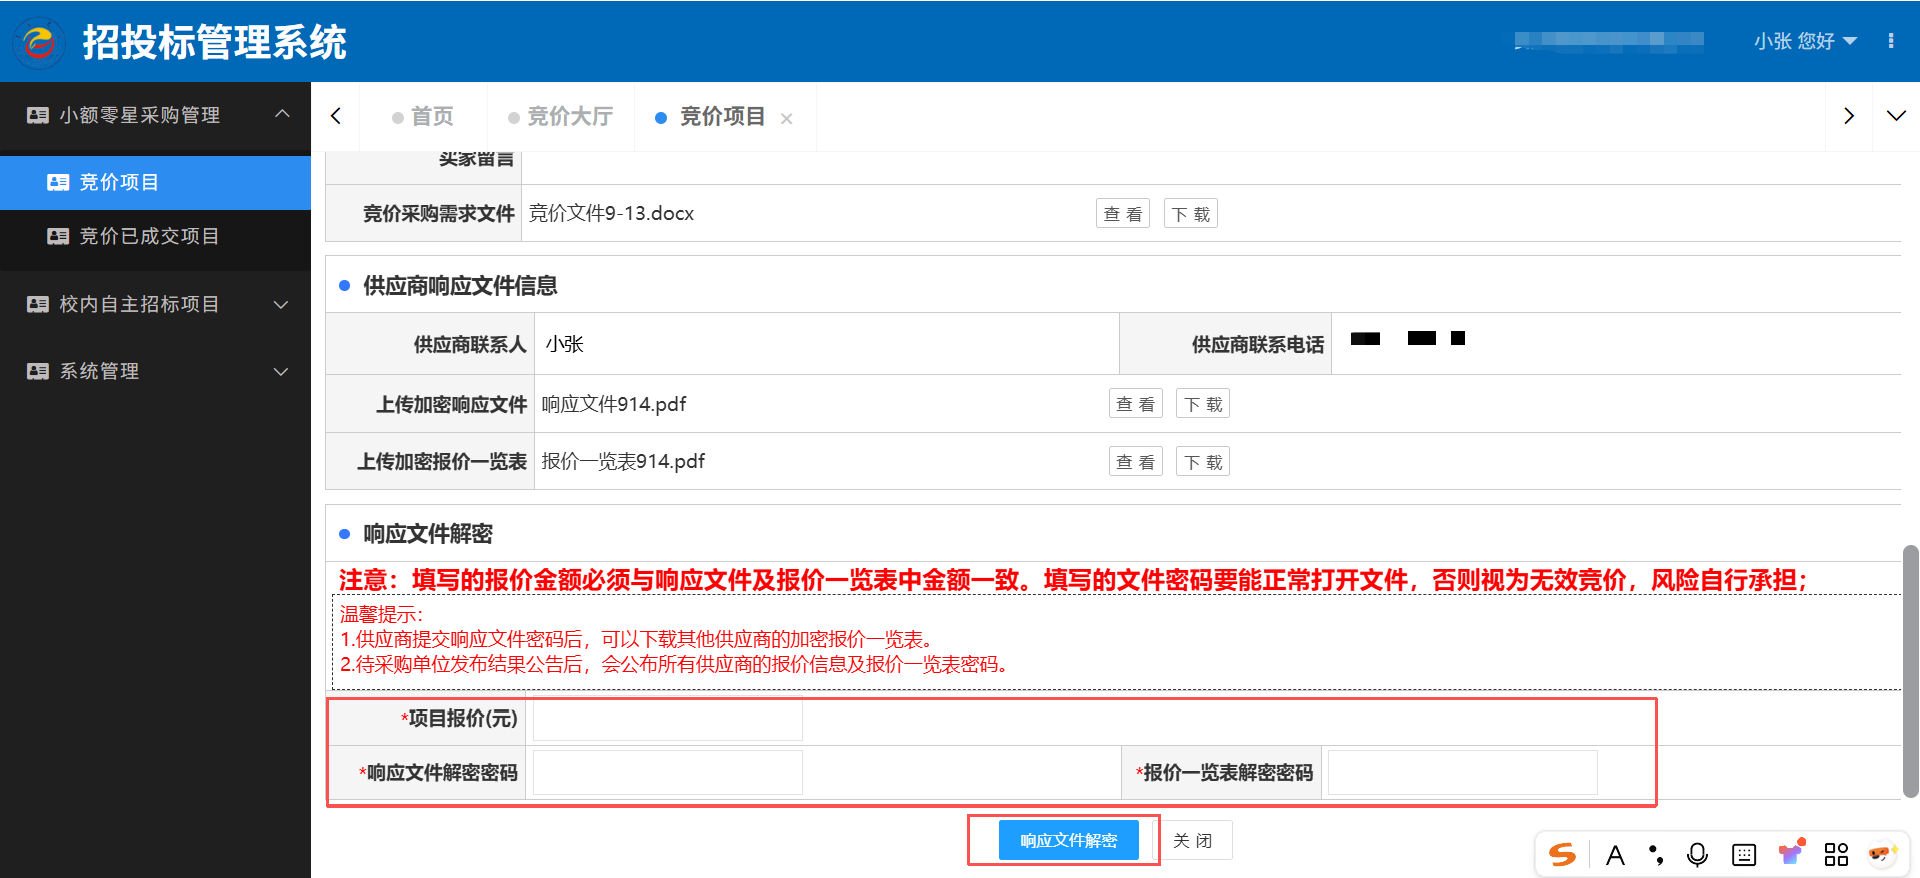 招投标管理系统
小张 您好
小额零星采购管理
竞价项目
竞价已成交项目
校内自主招标项目
系统管理
首页
竞价大厅
竞价项目
买家留言
竞价采购需求文件 竞价文件9-13.docx 查看 下载
供应商响应文件信息
供应商联系人 小张 供应商联系电话
上传加密响应文件 响应文件914.pdf 查看 下载
上传加密报价一览表 报价一览表914.pdf 查看 下载
响应文件解密
注意：填写的报价金额必须与响应文件及报价一览表中金额一致。填写的文件密码要能正常打开文件，否则视为无效竞价，风险自行承担；
温馨提示：
1.供应商提交响应文件密码后，可以下载其他供应商的加密报价一览表。
2.待采购单位发布结果公告后，会公布所有供应商的报价信息及报价一览表密码。
*项目报价(元)
*响应文件解密密码 *报价一览表解密密码
响应文件解密 关闭